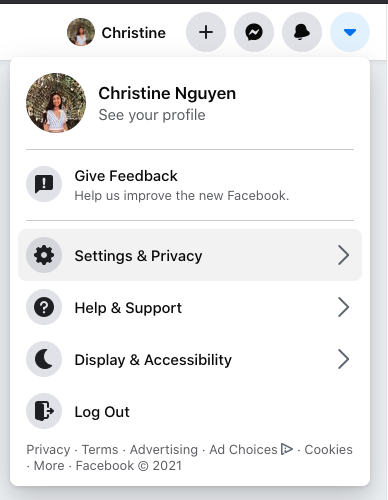 Christine
Christine Nguyen
See your profile
Give Feedback
Help us improve the new Facebook.
Settings & Privacy
Help & Support
Display & Accessibility
Log Out
Privacy · Terms · Advertising · Ad Choices · Cookies
· More · Facebook © 2021